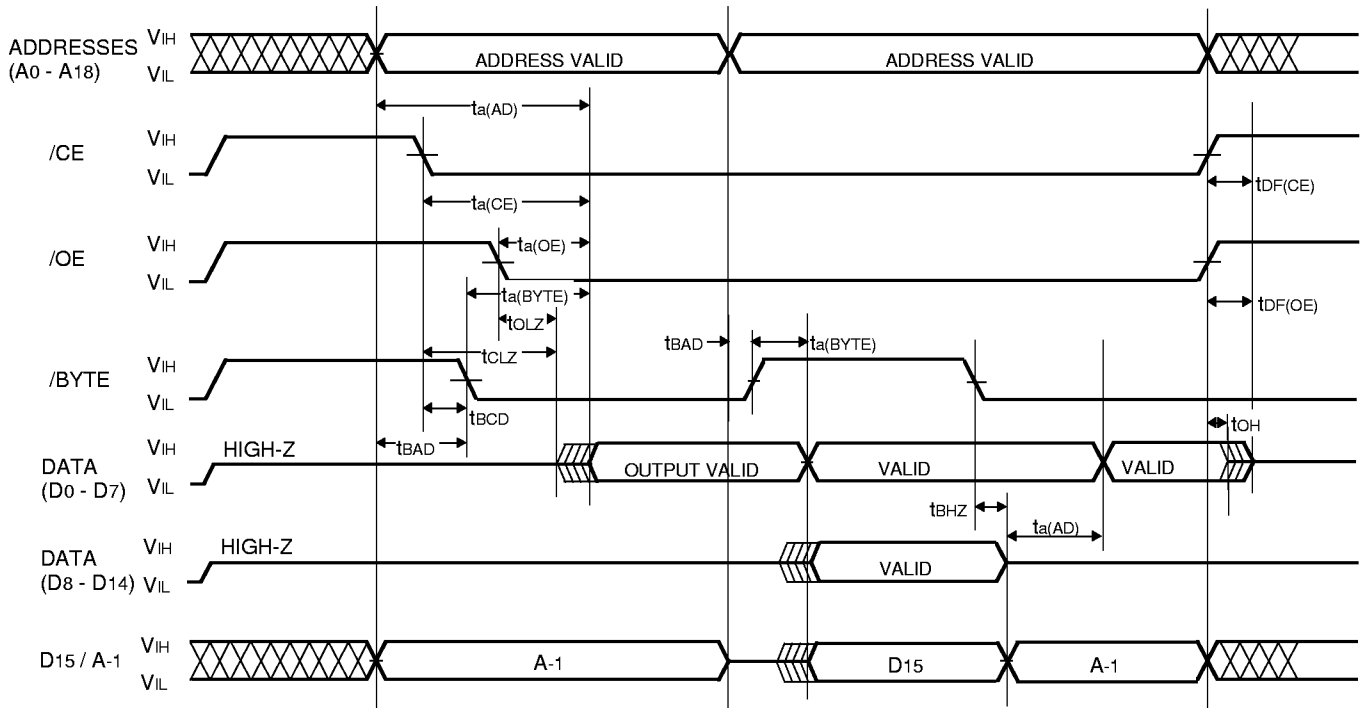 ADDRESSES
(A0 - A18)
VIH
VIL
ADDRESS VALID
ADDRESS VALID
ta(AD)
/CE
VIH
VIL
tDF(CE)
ta(CE)
/OE
VIH
VIL
ta(OE)
ta(BYTE)
tDF(OE)
tOLZ
tCLZ
tBAD
ta(BYTE)
/BYTE
VIH
VIL
tBCD
tBAD
tOH
DATA
(D0 - D7)
VIH
VIL
HIGH-Z
OUTPUT VALID
VALID
VALID
tBHZ
ta(AD)
DATA
(D8 - D14)
VIH
VIL
HIGH-Z
VALID
D15 / A-1
VIH
VIL
A-1
D15
A-1